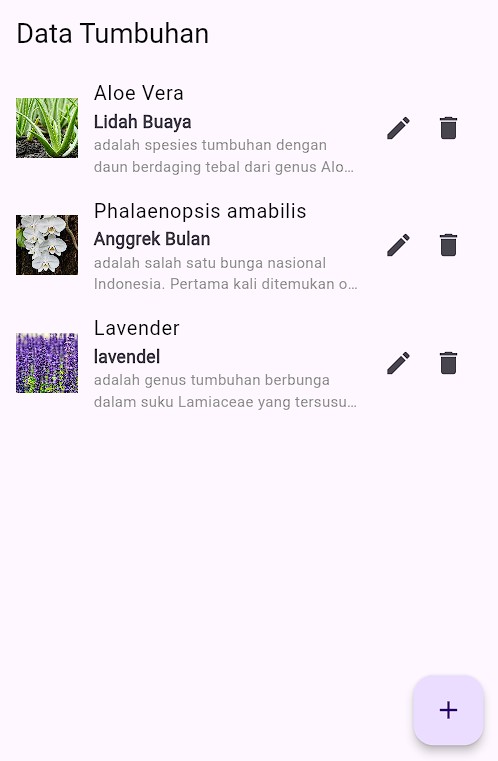 Data Tumbuhan
Aloe Vera
Lidah Buaya
adalah spesies tumbuhan dengan
daun berdaging tebal dari genus Alo…
Phalaenopsis amabilis
Anggrek Bulan
adalah salah satu bunga nasional
Indonesia. Pertama kali ditemukan o…
Lavender
lavendel
adalah genus tumbuhan berbunga
dalam suku Lamiaceae yang tersusu…